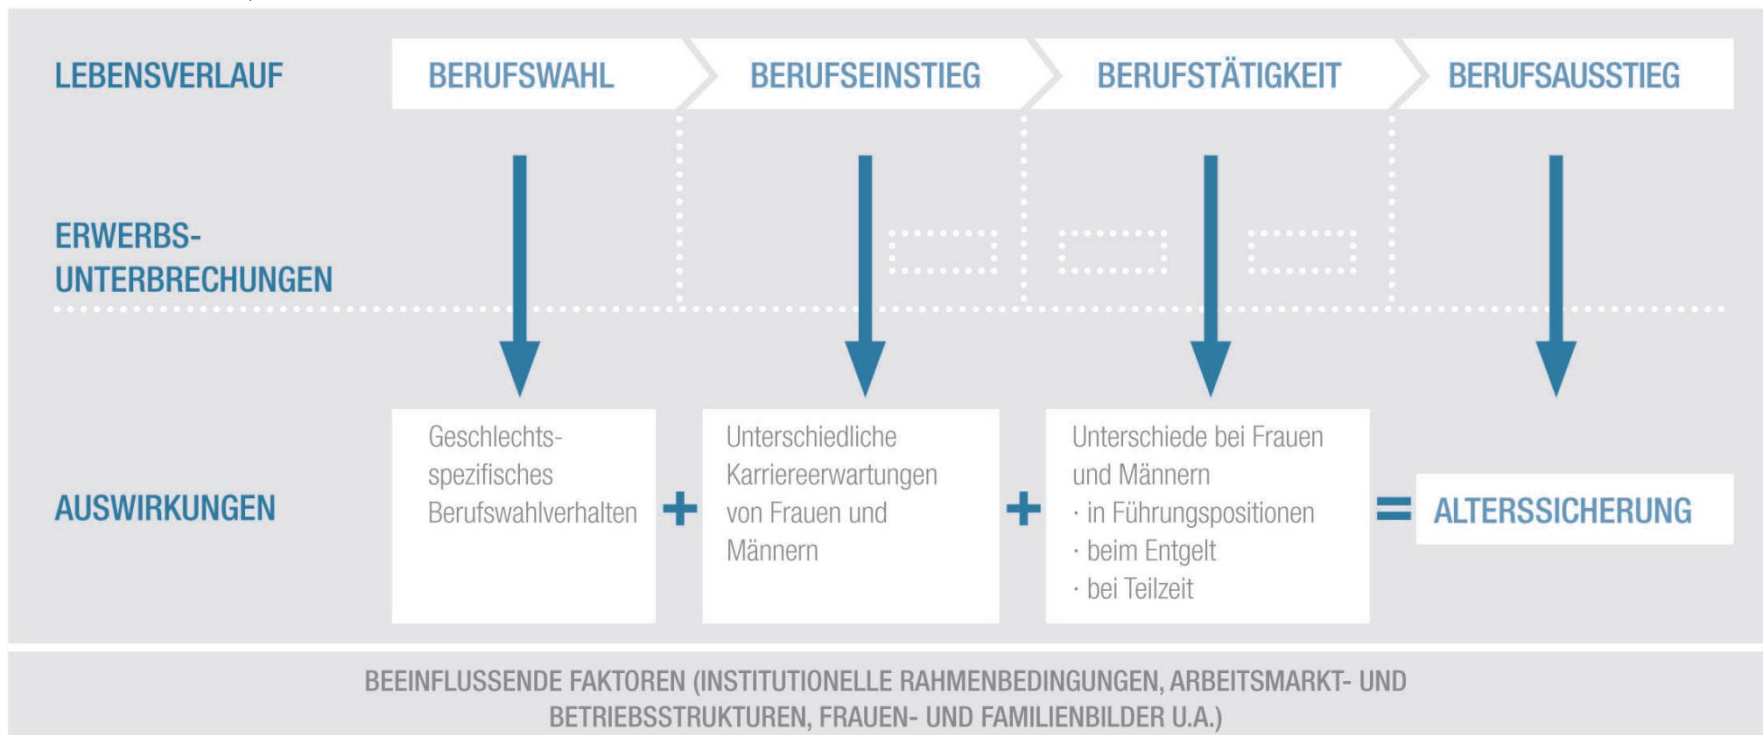 LEBENSVERLAUF
BERUFSWAHL
BERUFSEINSTIEG
BERUFSTÄTIGKEIT
BERUFSAUSSTIEG
ERWERBS-
UNTERBRECHUNGEN
AUSWIRKUNGEN
Geschlechts-
spezifisches
Berufswahlverhalten
+
Unterschiedliche
Karriereerwartungen
von Frauen und
Männern
+
Unterschiede bei Frauen
und Männern
· in Führungspositionen
· beim Entgelt
· bei Teilzeit
=
ALTERSSICHERUNG
BEEINFLUSSENDE FAKTOREN (INSTITUTIONELLE RAHMENBEDINGUNGEN, ARBEITSMARKT- UND
BETRIEBSSTRUKTUREN, FRAUEN- UND FAMILIENBILDER U.A.)